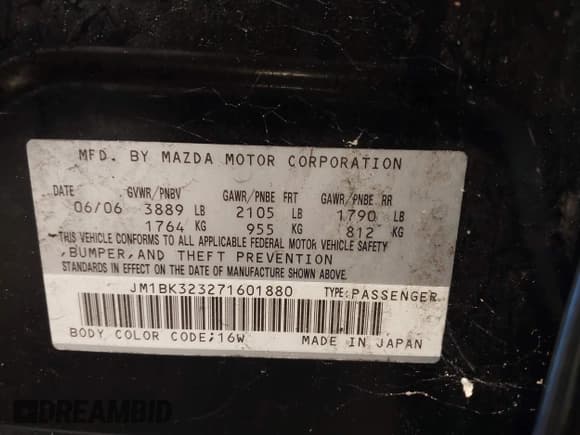 MFD. BY MAZDA MOTOR CORPORATION
DATE GVWR/PNBV GAWR/PNBE FRT GAWR/PNBE RR
06/06 3889 LB 2105 LB 1790 LB
1764 KG 955 KG 812 KG
THIS VEHICLE CONFORMS TO ALL APPLICABLE FEDERAL MOTOR VEHICLE SAFETY
,BUMPER,AND THEFT PREVENTION
STANDARDS IN EFFECT ON THE DATE OF MANUFACTURE SHOWN ABOVE.
JM1BK323271601880 TYPE:PASSENGER
BODY COLOR CODE;16W MADE IN JAPAN
DREAMBID